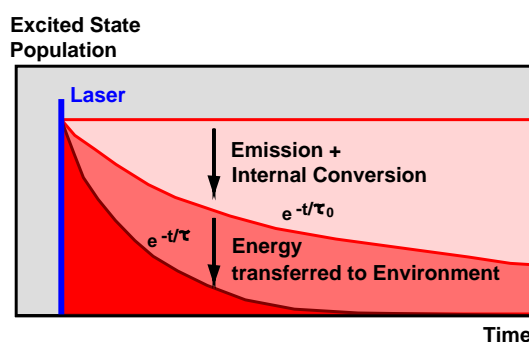 Excited State
Population
Laser
Emission +
Internal Conversion
e -t/τ0
e -t/τ
Energy
transferred to Environment
Time